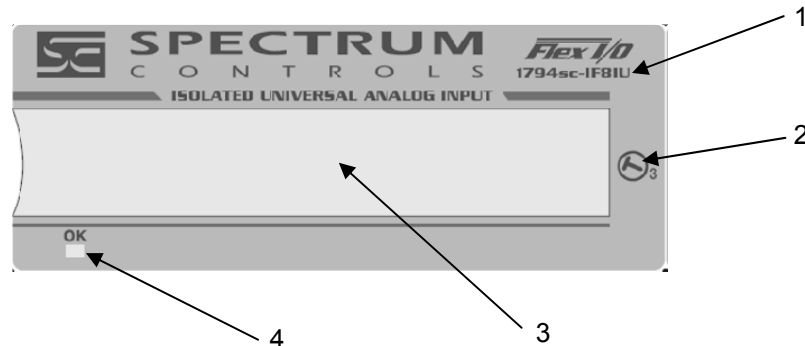 1
SPECTRUM
Flex I/O
CONTROLS
1794sc-IF8IU
ISOLATED UNIVERSAL ANALOG INPUT
2
3
OK
4
3